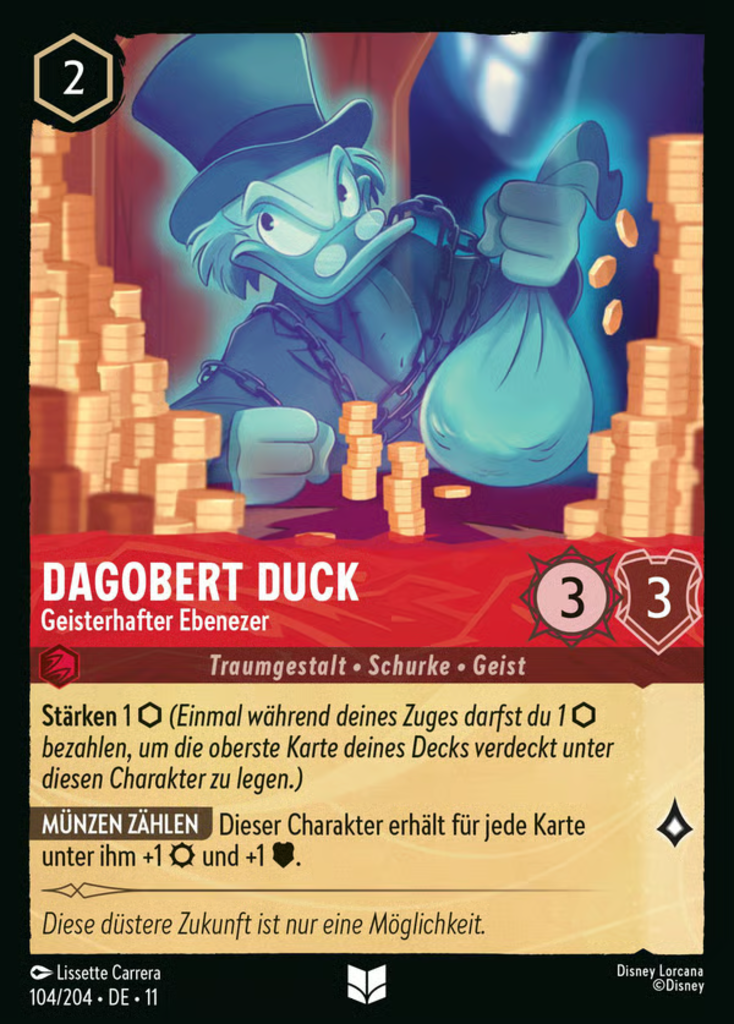 2
DAGOBERT DUCK
Geisterhafter Ebenezer
3
3
Traumgestalt • Schurke • Geist
Stärken 1 ⬡ (Einmal während deines Zuges darfst du 1 ⬡
bezahlen, um die oberste Karte deines Decks verdeckt unter
diesen Charakter zu legen.)
MÜNZEN ZÄHLEN Dieser Charakter erhält für jede Karte
unter ihm +1 und +1.
Diese düstere Zukunft ist nur eine Möglichkeit.
Lissette Carrera
104/204 • DE • 11
Disney Lorcana
©Disney